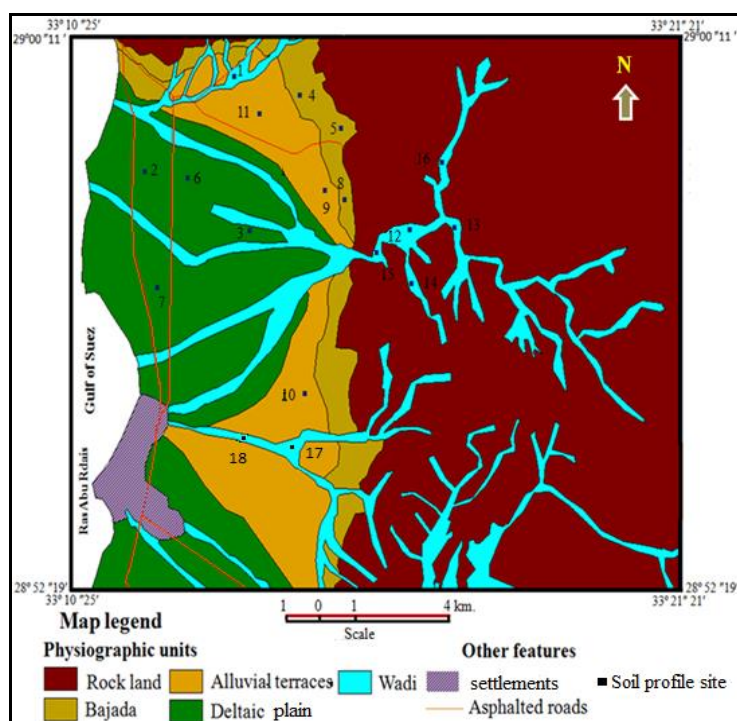 33 10 °25' 33 °21' 21'
29°00 "11' 29°00 "11'
N
1
4
11
5
16
2
6
8
9
3
12
13
15
14
7
Gulf of Suez
10
Ras Abu Rdais
18
17
28 °52 "19' 28 °52 "19'
33 °10 "25' 33 °21' 21'
1 0 1 4 km.
Scale
Map legend
Physiographic units Other features
Rock land Alluvial terraces Wadi settlements Soil profile site
Bajada Deltaic plain Asphalted roads